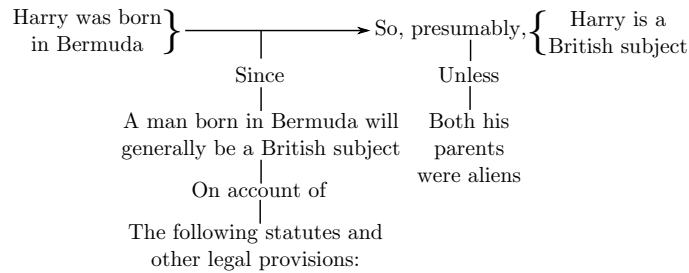 Harry was born
in Bermuda
So, presumably,
Harry is a
British subject
Since
Unless
A man born in Bermuda will
generally be a British subject
Both his
parents
were aliens
On account of
The following statutes and
other legal provisions: